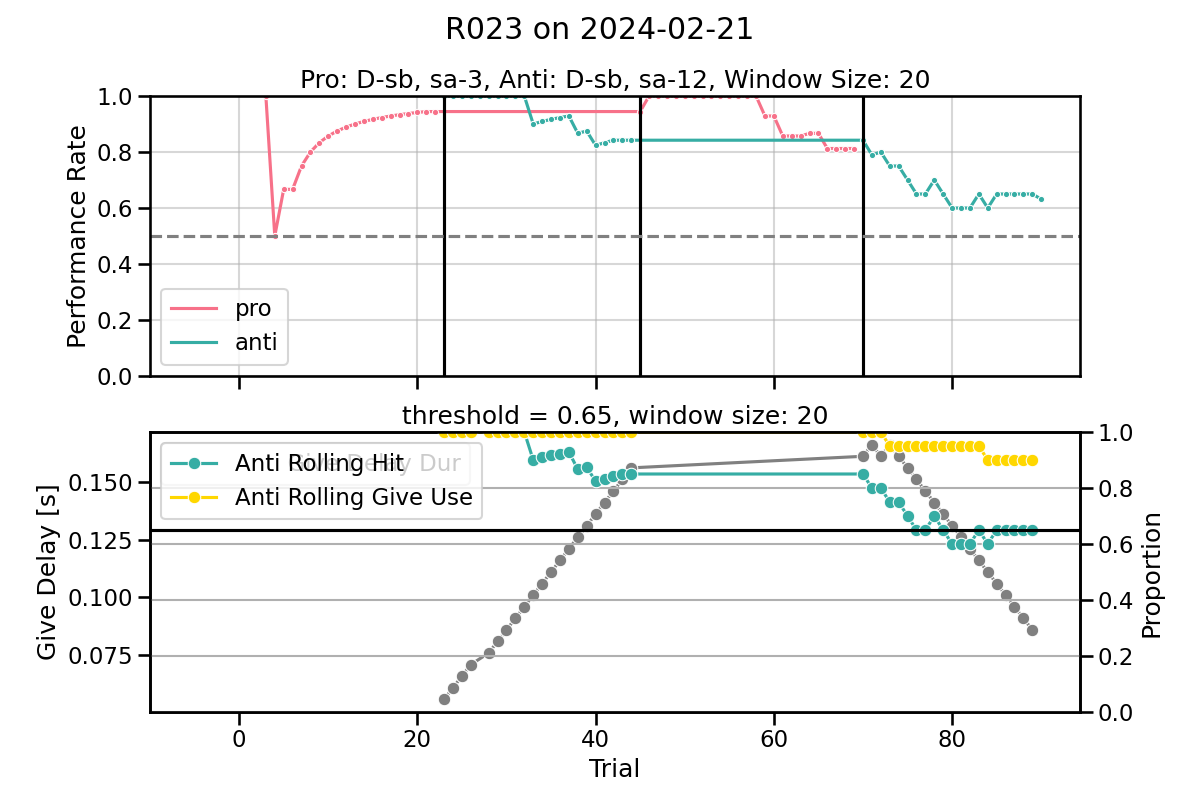 R023 on 2024-02-21
Pro: D-sb, sa-3, Anti: D-sb, sa-12, Window Size: 20
Performance Rate
1.0
0.8
0.6
0.4
0.2
0.0
pro
anti
threshold = 0.65, window size: 20
Give Delay [s]
0.150
0.125
0.100
0.075
Give Delay Dur
Anti Rolling Hit
Anti Rolling Give Use
1.0
0.8
0.6
0.4
0.2
0.0
Proportion
0 20 40 60 80
Trial